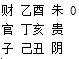 财 乙酉 朱 0
官 丁亥 贵
子 己丑 阴